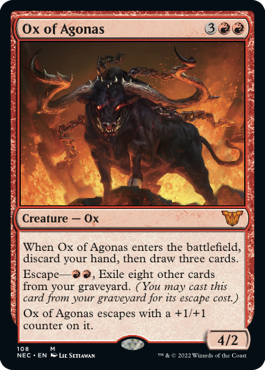 Ox of Agonas 3
Creature — Ox
When Ox of Agonas enters the battlefield,
discard your hand, then draw three cards.
Escape—, Exile eight other cards
from your graveyard. (You may cast this
card from your graveyard for its escape cost.)
Ox of Agonas escapes with a +1/+1
counter on it.
4/2
108 M
NEC • EN Lie Setiawan
™ & © 2022 Wizards of the Coast